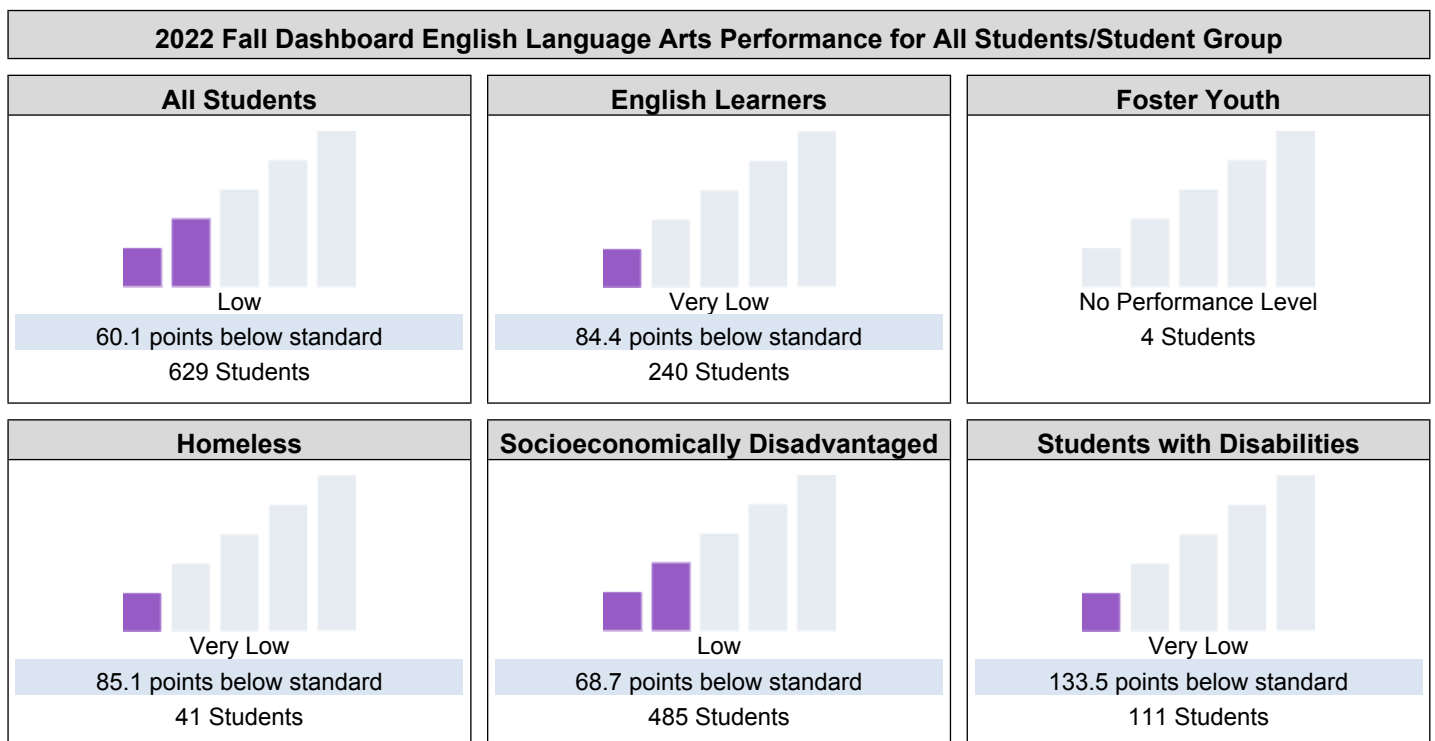 2022 Fall Dashboard English Language Arts Performance for All Students/Student Group
All Students
Low
60.1 points below standard
629 Students
English Learners
Very Low
84.4 points below standard
240 Students
Foster Youth
No Performance Level
4 Students
Homeless
Very Low
85.1 points below standard
41 Students
Socioeconomically Disadvantaged
Low
68.7 points below standard
485 Students
Students with Disabilities
Very Low
133.5 points below standard
111 Students